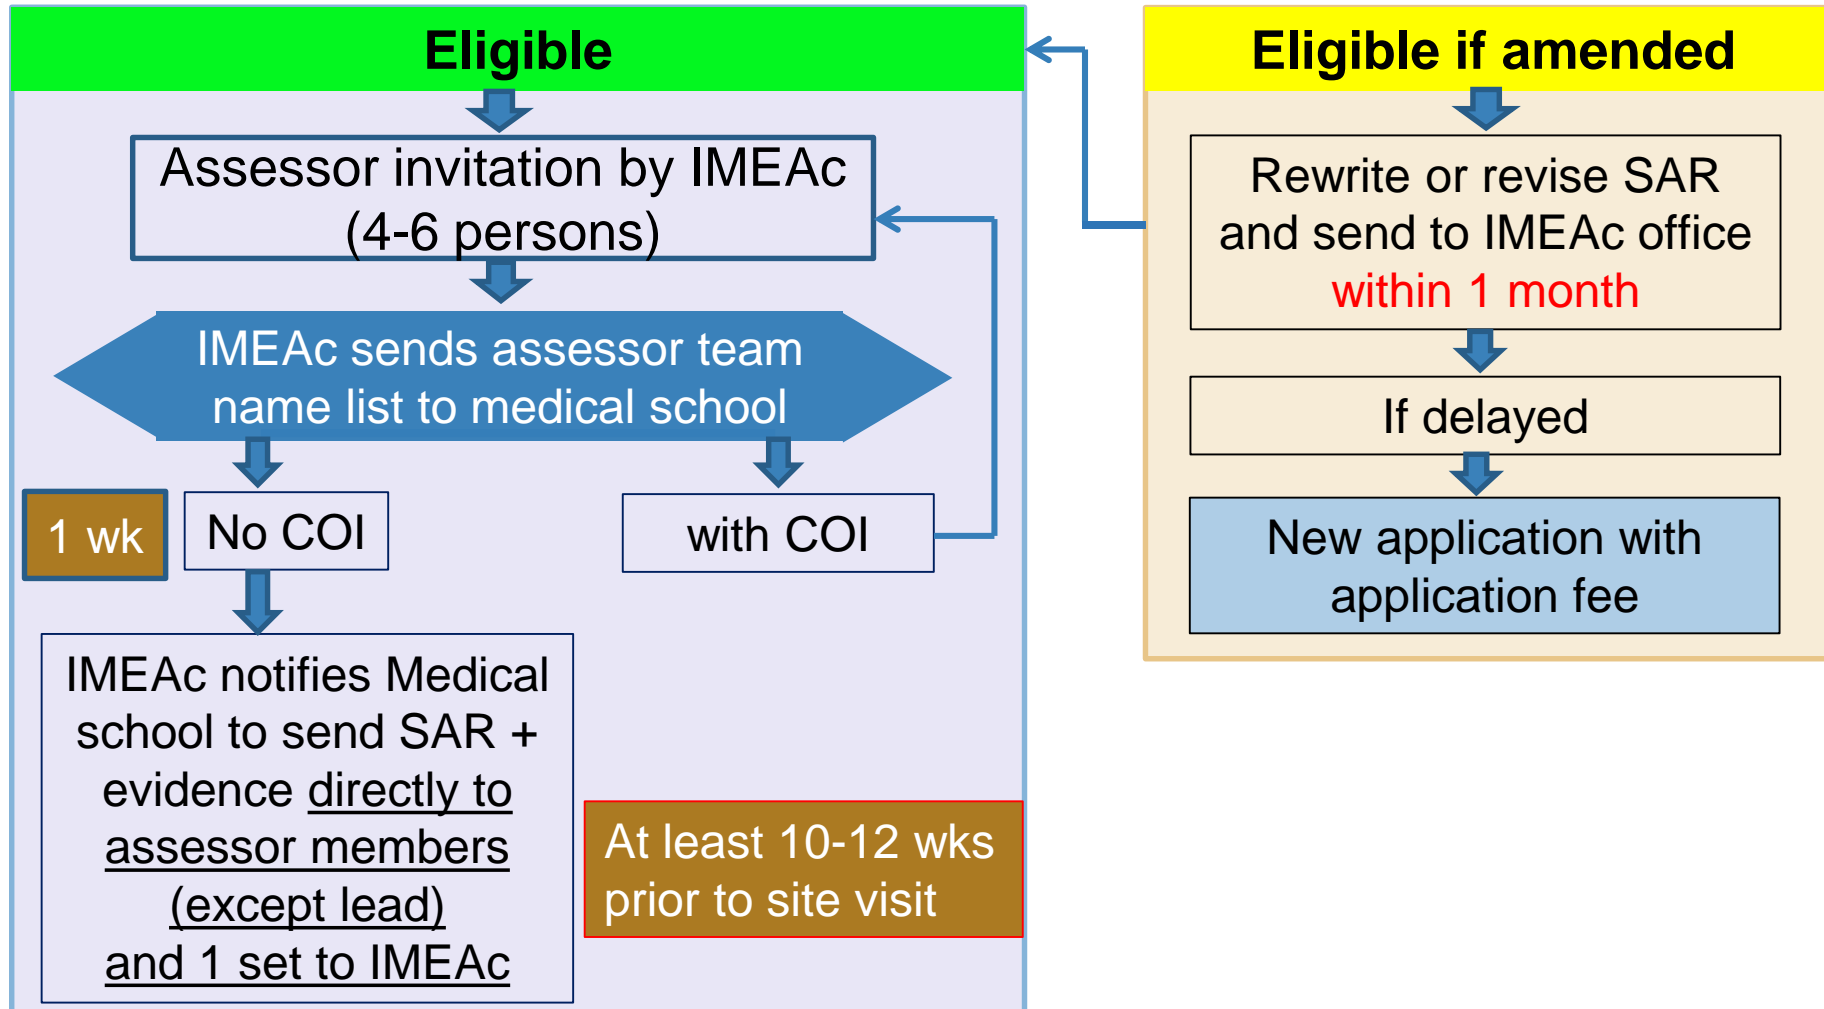 Eligible
Assessor invitation by IMEAc
(4-6 persons)
IMEAc sends assessor team
name list to medical school
1 wk
No COI
with COI
IMEAc notifies Medical
school to send SAR +
evidence directly to
assessor members
(except lead)
and 1 set to IMEAc
At least 10-12 wks
prior to site visit
Eligible if amended
Rewrite or revise SAR
and send to IMEAc office
within 1 month
If delayed
New application with
application fee